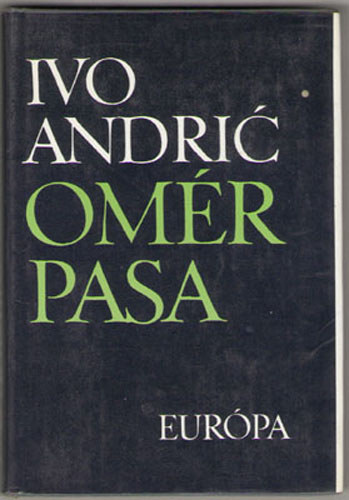 IVO
ANDRIĆ
OMÉR
PASA
EURÓPA